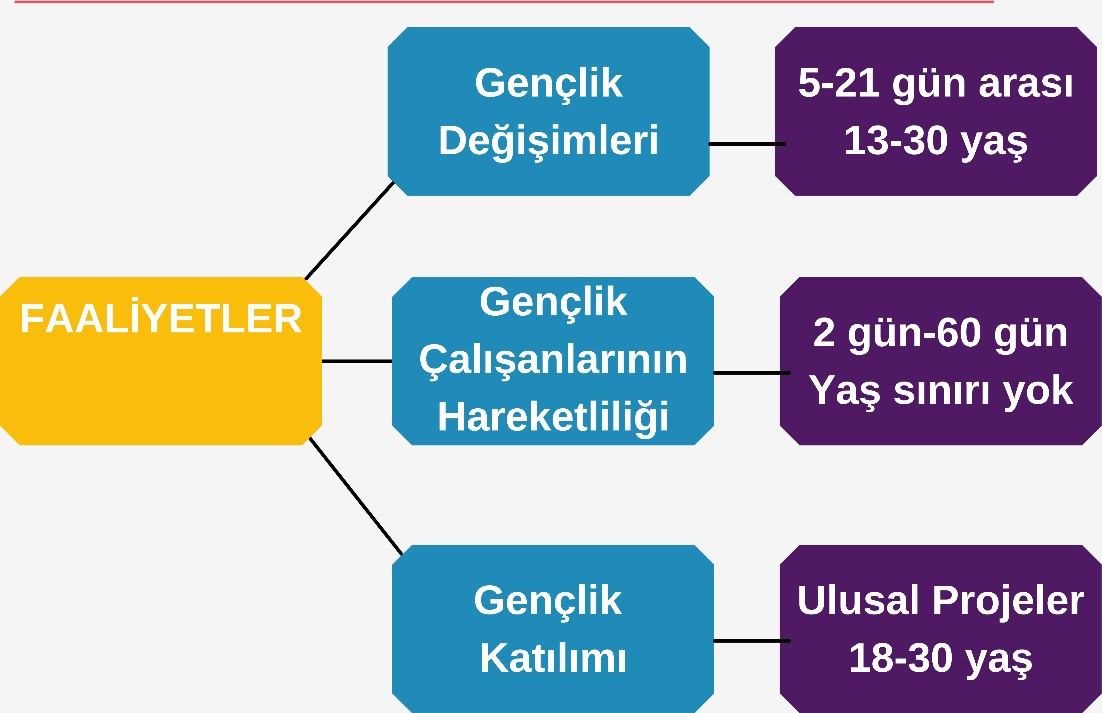 Gençlik
Değişimleri
5-21 gün arası
13-30 yaş
FAALİYETLER
Gençlik
Çalışanlarının
Hareketliliği
2 gün-60 gün
Yaş sınırı yok
Gençlik
Katılımı
Ulusal Projeler
18-30 yaş